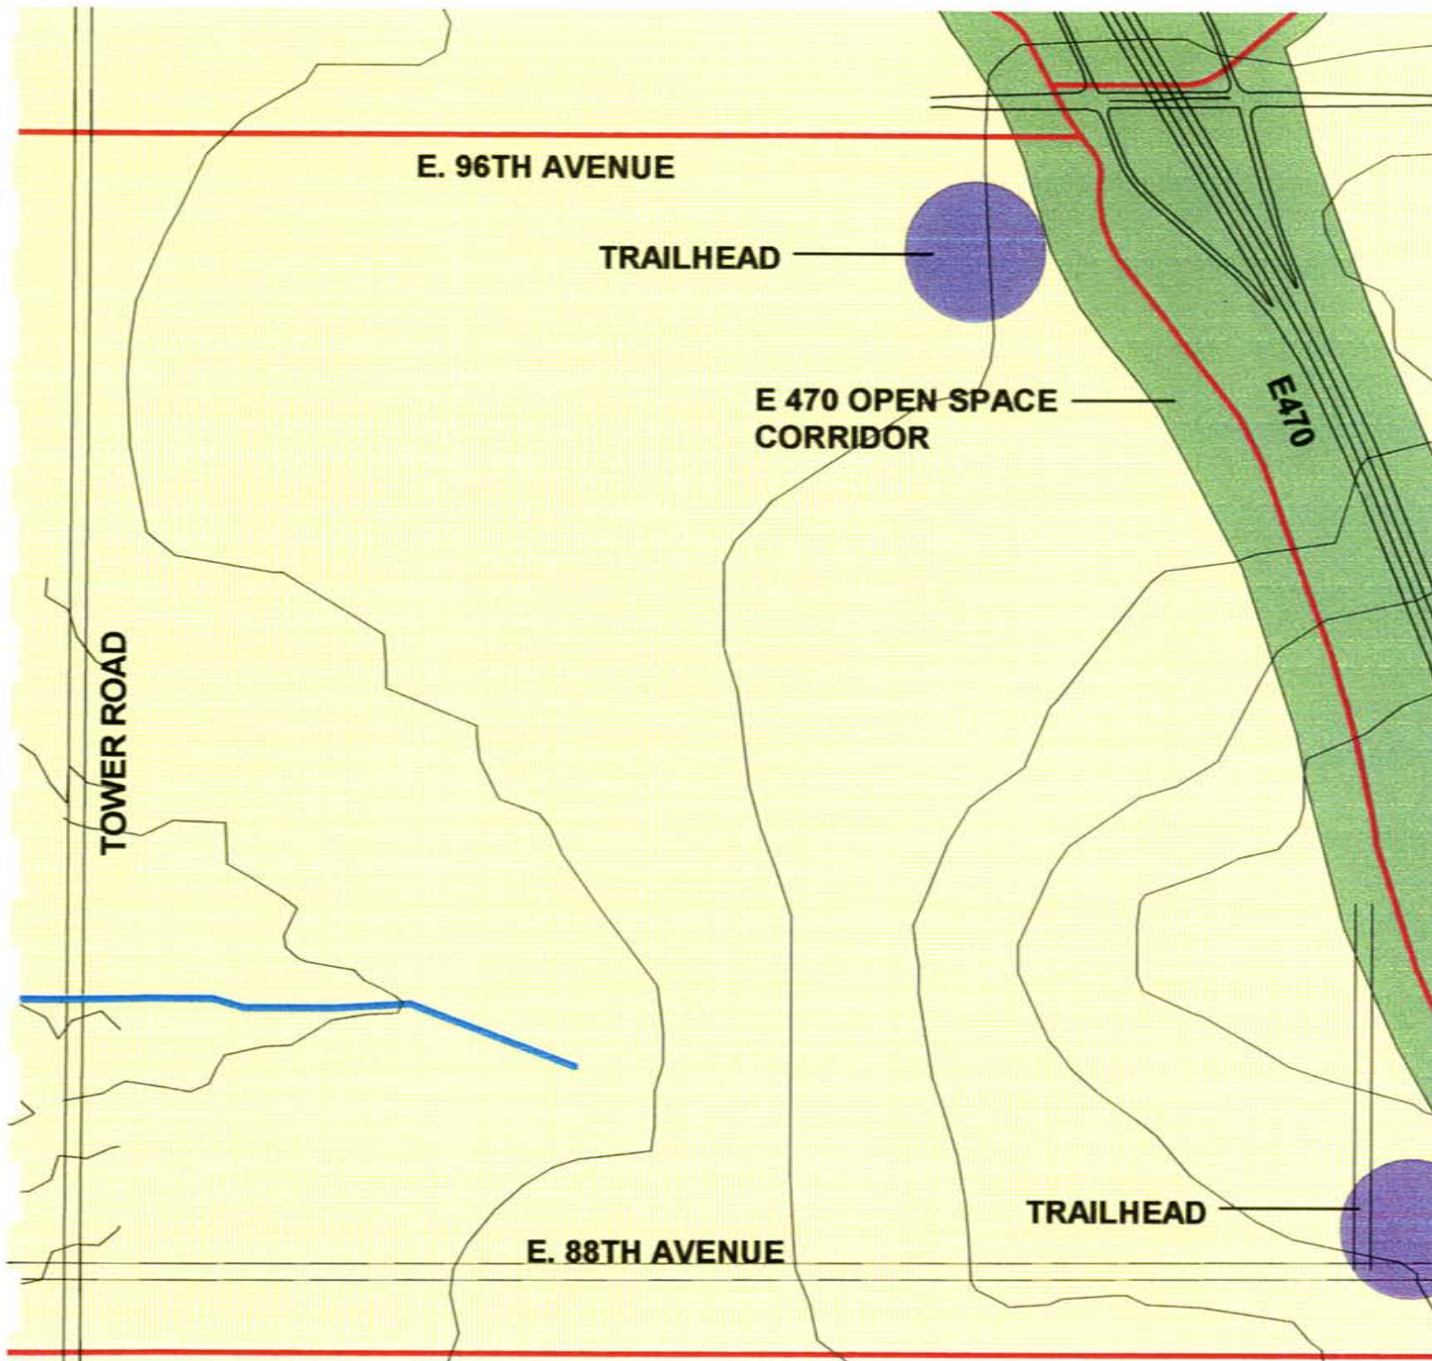 E. 96TH AVENUE
TRAILHEAD
E 470 OPEN SPACE
CORRIDOR
E470
TOWER ROAD
TRAILHEAD
E. 88TH AVENUE